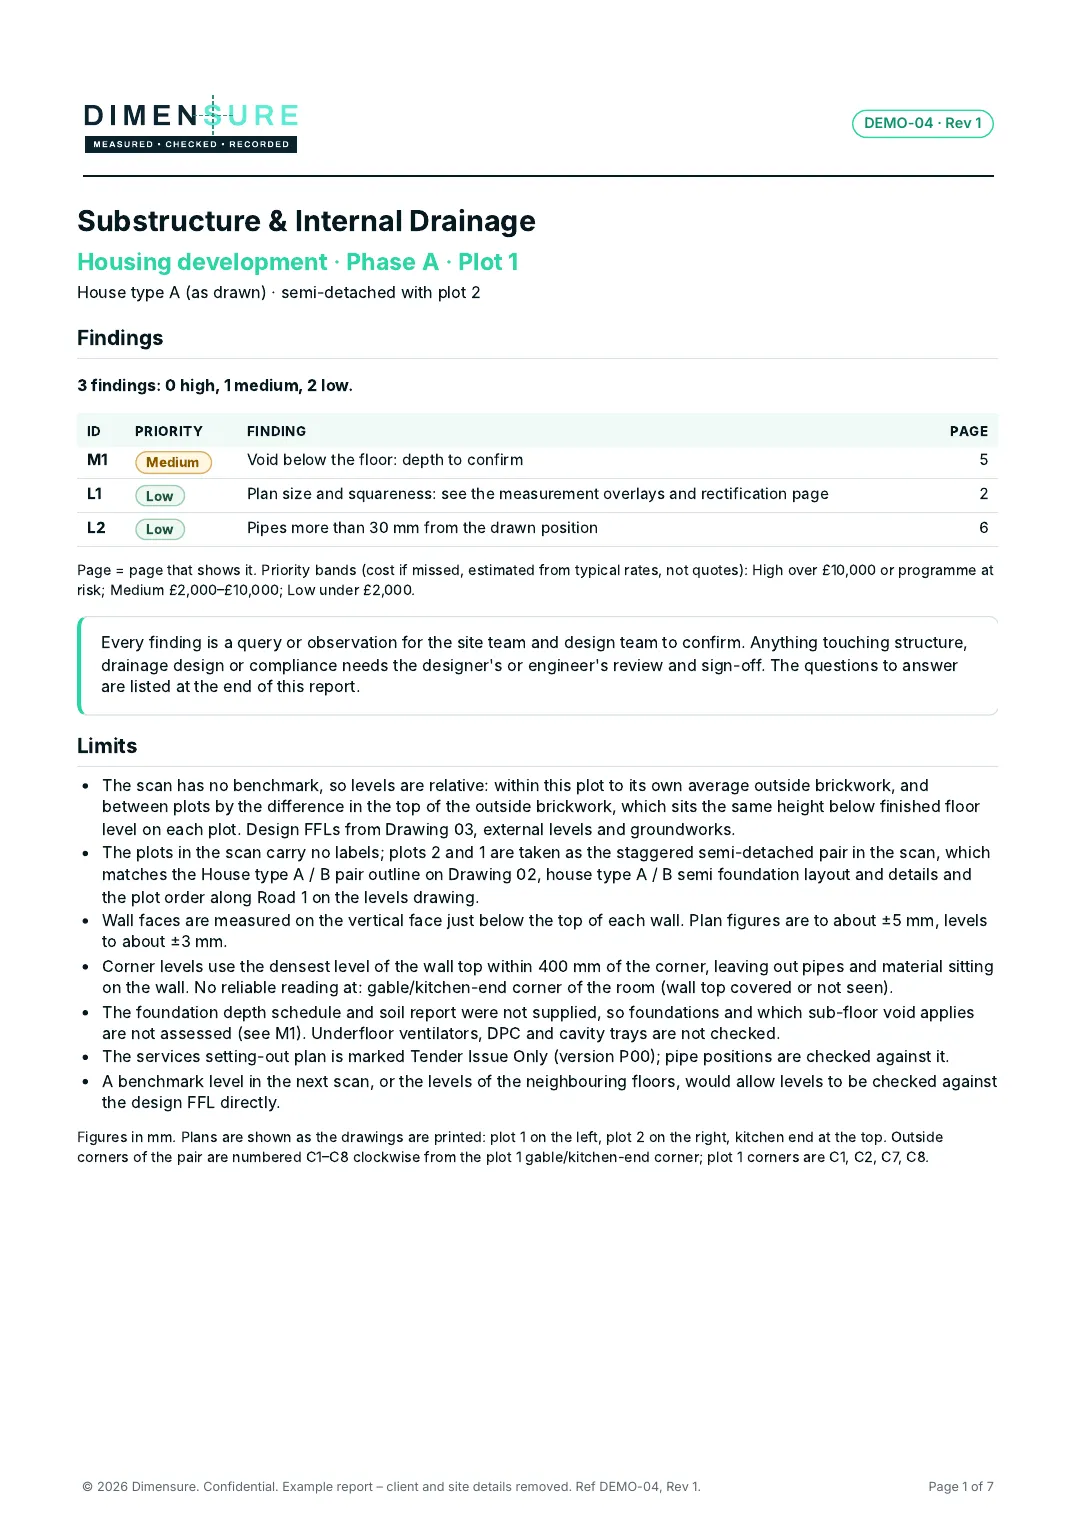 DIMENSURE
MEASURED • CHECKED • RECORDED
DEMO-04 · Rev 1
Substructure & Internal Drainage
Housing development · Phase A · Plot 1
House type A (as drawn) · semi-detached with plot 2
Findings
3 findings: 0 high, 1 medium, 2 low.
ID PRIORITY FINDING PAGE
M1 Medium Void below the floor: depth to confirm 5
L1 Low Plan size and squareness: see the measurement overlays and rectification page 2
L2 Low Pipes more than 30 mm from the drawn position 6
Page = page that shows it. Priority bands (cost if missed, estimated from typical rates, not quotes): High over £10,000 or programme at
risk; Medium £2,000–£10,000; Low under £2,000.
Every finding is a query or observation for the site team and design team to confirm. Anything touching structure,
drainage design or compliance needs the designer's or engineer's review and sign-off. The questions to answer
are listed at the end of this report.
Limits
• The scan has no benchmark, so levels are relative: within this plot to its own average outside brickwork, and
between plots by the difference in the top of the outside brickwork, which sits the same height below finished floor
level on each plot. Design FFLs from Drawing 03, external levels and groundworks.
• The plots in the scan carry no labels; plots 2 and 1 are taken as the staggered semi-detached pair in the scan, which
matches the House type A / B pair outline on Drawing 02, house type A / B semi foundation layout and details and
the plot order along Road 1 on the levels drawing.
• Wall faces are measured on the vertical face just below the top of each wall. Plan figures are to about ±5 mm, levels
to about ±3 mm.
• Corner levels use the densest level of the wall top within 400 mm of the corner, leaving out pipes and material sitting
on the wall. No reliable reading at: gable/kitchen-end corner of the room (wall top covered or not seen).
• The foundation depth schedule and soil report were not supplied, so foundations and which sub-floor void applies
are not assessed (see M1). Underfloor ventilators, DPC and cavity trays are not checked.
• The services setting-out plan is marked Tender Issue Only (version P00); pipe positions are checked against it.
• A benchmark level in the next scan, or the levels of the neighbouring floors, would allow levels to be checked against
the design FFL directly.
Figures in mm. Plans are shown as the drawings are printed: plot 1 on the left, plot 2 on the right, kitchen end at the top. Outside
corners of the pair are numbered C1–C8 clockwise from the plot 1 gable/kitchen-end corner; plot 1 corners are C1, C2, C7, C8.
© 2026 Dimensure. Confidential. Example report – client and site details removed. Ref DEMO-04, Rev 1.
Page 1 of 7